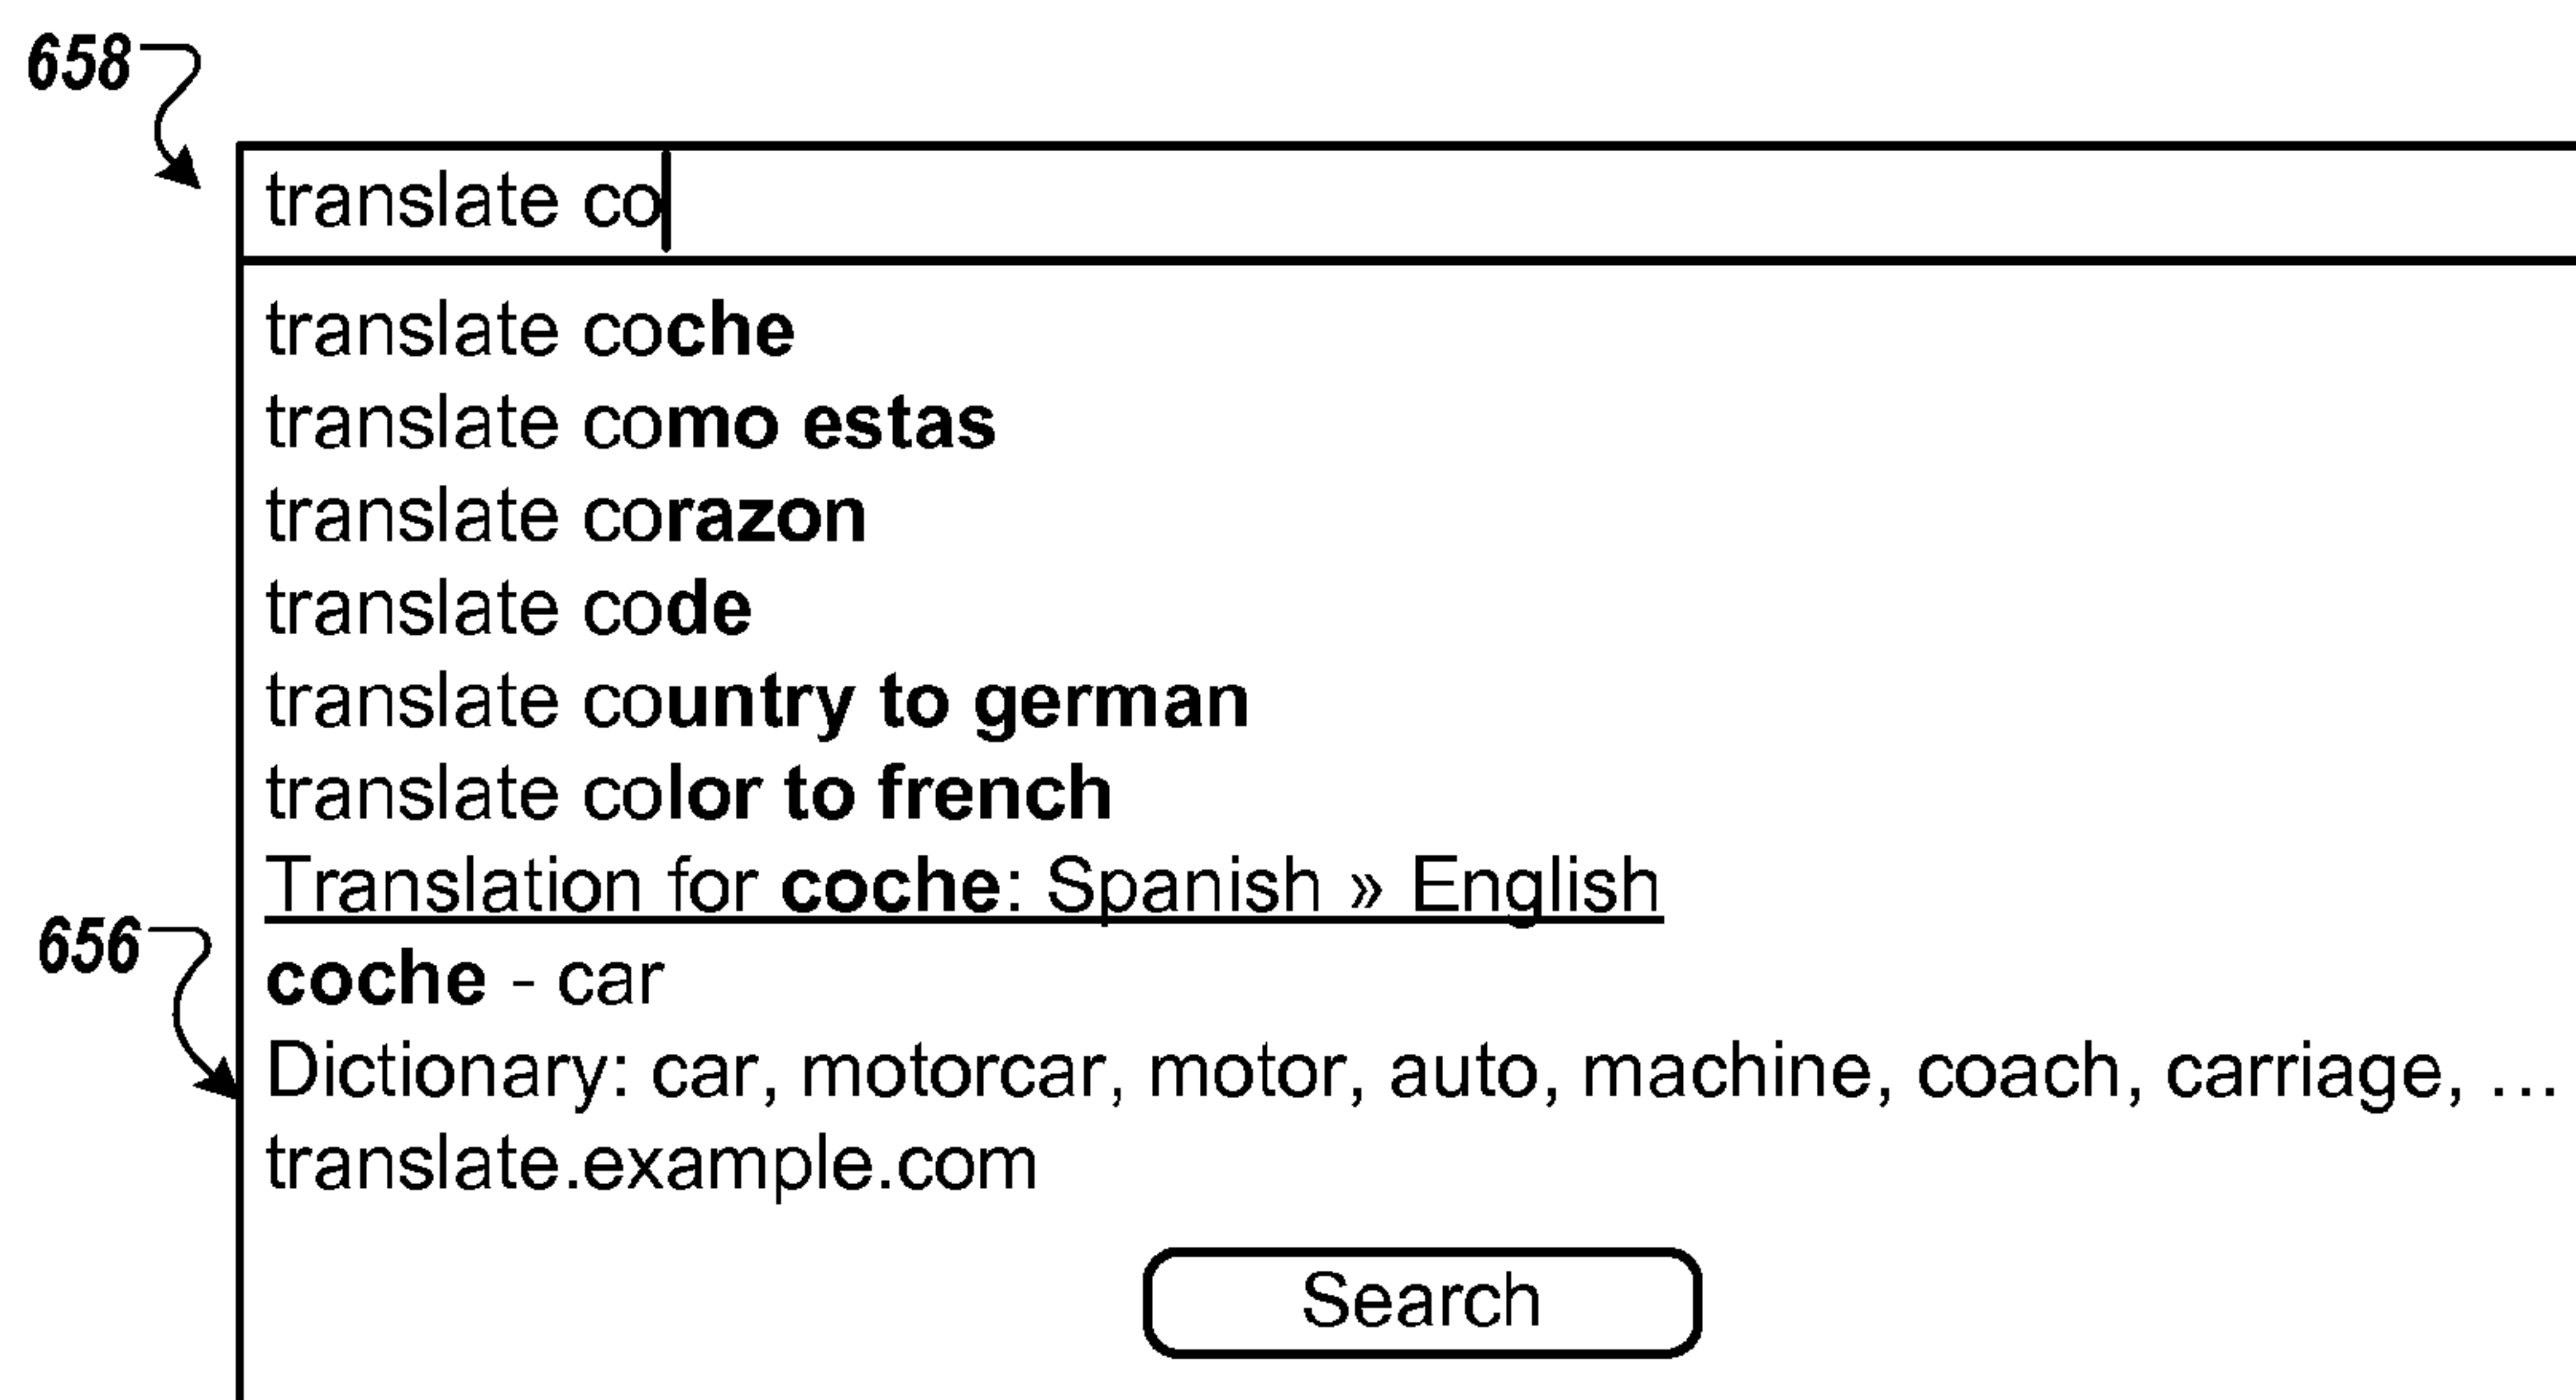 658
translate co
translate coche
translate como estas
translate corazon
translate code
translate country to german
translate color to french
Translation for coche: Spanish » English
656
coche - car
Dictionary: car, motorcar, motor, auto, machine, coach, carriage, ...
translate.example.com
Search